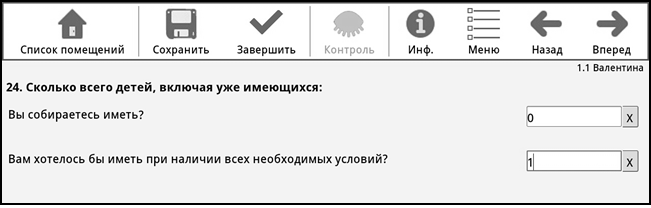 Список помещений Сохранить Завершить Контроль Инф. Меню Назад Вперед
1.1 Валентина
24. Сколько всего детей, включая уже имеющихся:
Вы собираетесь иметь? 0 X
Вам хотелось бы иметь при наличии всех необходимых условий? 1 X